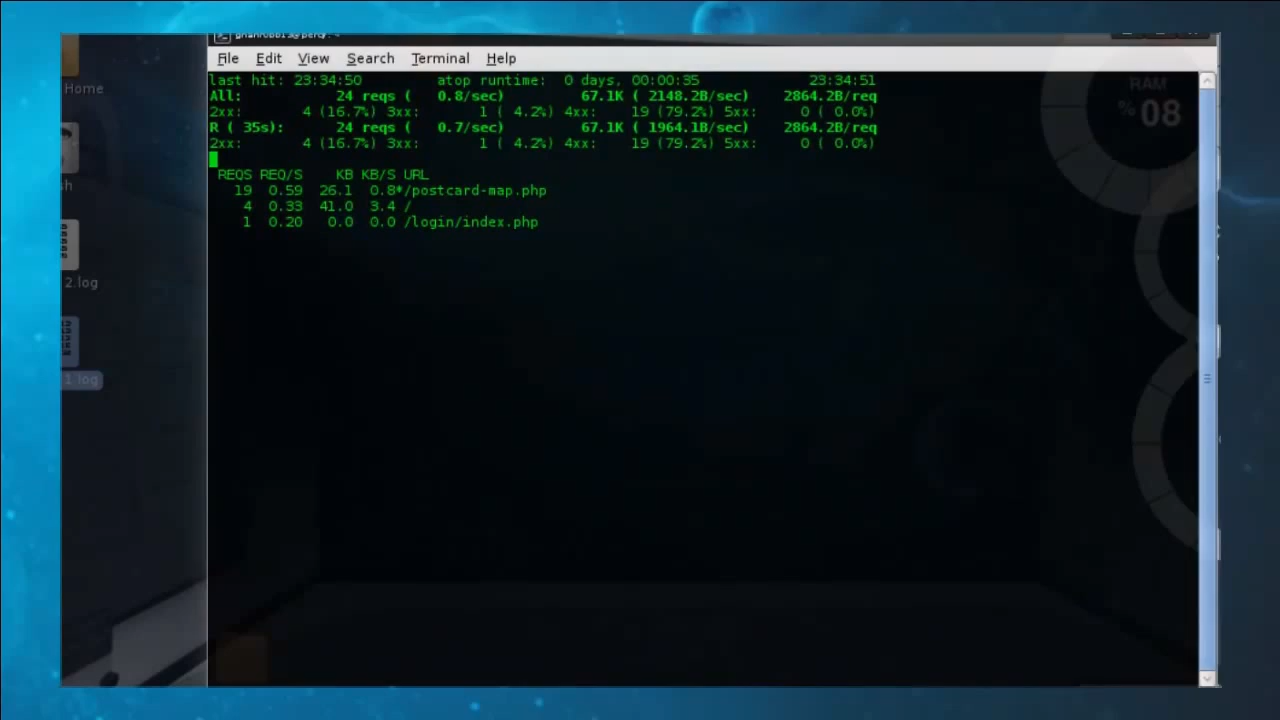 File Edit View Search Terminal Help
last hit: 23:34:50 atop runtime: 0 days, 00:00:35 23:34:51
All: 24 reqs ( 0.8/sec) 67.1K ( 2148.2B/sec) 2864.2B/req
2xx: 4 (16.7%) 3xx: 1 ( 4.2%) 4xx: 19 (79.2%) 5xx: 0 ( 0.0%)
R ( 35s): 24 reqs ( 0.7/sec) 67.1K ( 1964.1B/sec) 2864.2B/req
2xx: 4 (16.7%) 3xx: 1 ( 4.2%) 4xx: 19 (79.2%) 5xx: 0 ( 0.0%)
REQS REQ/S KB KB/S URL
19 0.59 26.1 0.8*/postcard-map.php
4 0.33 41.0 3.4 /
1 0.20 0.0 0.0 /login/index.php
Home
sh
2.log
1 log
RAM
% 08